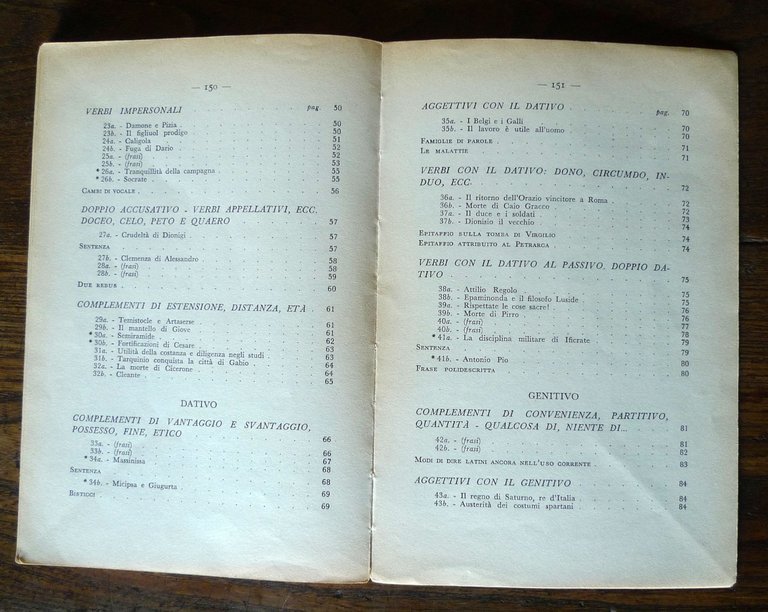 — 150 —
VERBI IMPERSONALI pag. 50
23a. - Damone e Pizia 50
23b. - Il figliuol prodigo 50
24a. - Caligola 51
24b. - Fuga di Dario 52
25a. - (frasi) 52
25b. - (frasi) 53
*26a. - Tranquillità della campagna 55
*26b. - Socrate 55
CAMBI DI VOCALE 56
DOPPIO ACCUSATIVO - VERBI APPELLATIVI, ECC.
DOCEO, CELO, PETO E QUAERO 57
27a. - Crudeltà di Dionigi 57
SENTENZA 57
27b. - Clemenza di Alessandro 58
28a. - (frasi) 58
28b. - (frasi) 59
DUE REBUS 60
COMPLEMENTI DI ESTENSIONE, DISTANZA, ETÀ 61
29a. - Temistocle e Artaserse 61
29b. - Il mantello di Giove 61
*30a. - Semiramide 62
*30b. - Fortificazioni di Cesare 62
31a. - Utilità della costanza e diligenza negli studi 63
31b. - Tarquinio conquista la città di Gabio 63
32a. - La morte di Cicerone 64
32b. - Cleante 65
DATIVO
COMPLEMENTI DI VANTAGGIO E SVANTAGGIO,
POSSESSO, FINE, ETICO 66
33a. - (frasi) 66
33b. - (frasi) 66
*34a. - Massinissa 67
SENTENZA 68
*34b. - Micipsa e Giugurta 68
BISTICCI 69
69
— 151 —
AGGETTIVI CON IL DATIVO pag. 70
35a. - I Belgi e i Galli 70
35b. - Il lavoro è utile all'uomo 70
FAMIGLIE DI PAROLE 71
LE MALATTIE 71
VERBI CON IL DATIVO: DONO, CIRCUMDO, IN-
DUO, ECC. 72
36a. - Il ritorno dell'Orazio vincitore a Roma 72
36b. - Morte di Caio Gracco 72
37a. - Il duce e i soldati 73
37b. - Dionizio il vecchio 74
EPITAFFIO SULLA TOMBA DI VIRGILIO 74
EPITAFFIO ATTRIBUITO AL PETRARCA 74
VERBI CON IL DATIVO AL PASSIVO. DOPPIO DA-
TIVO 75
38a. - Attilio Regolo 75
38b. - Epaminonda e il filosofo Luside 75
39a. - Rispettate le cose sacre! 76
39b. - Morte di Pirro 76
40a. - (frasi) 77
40b. - (frasi) 78
*41a. - La disciplina militare di Ificrate 79
SENTENZA 79
*41b. - Antonio Pio 80
FRASE POLIDESCRITTA 80
GENITIVO
COMPLEMENTI DI CONVENIENZA, PARTITIVO,
QUANTITÀ - QUALCOSA DI, NIENTE DI... 81
42a. - (frasi) 81
42b. - (frasi) 82
MODI DI DIRE LATINI ANCORA NELL'USO CORRENTE 83
AGGETTIVI CON IL GENITIVO 84
43a. - Il regno di Saturno, re d'Italia 84
43b. - Austerità dei costumi spartani 84